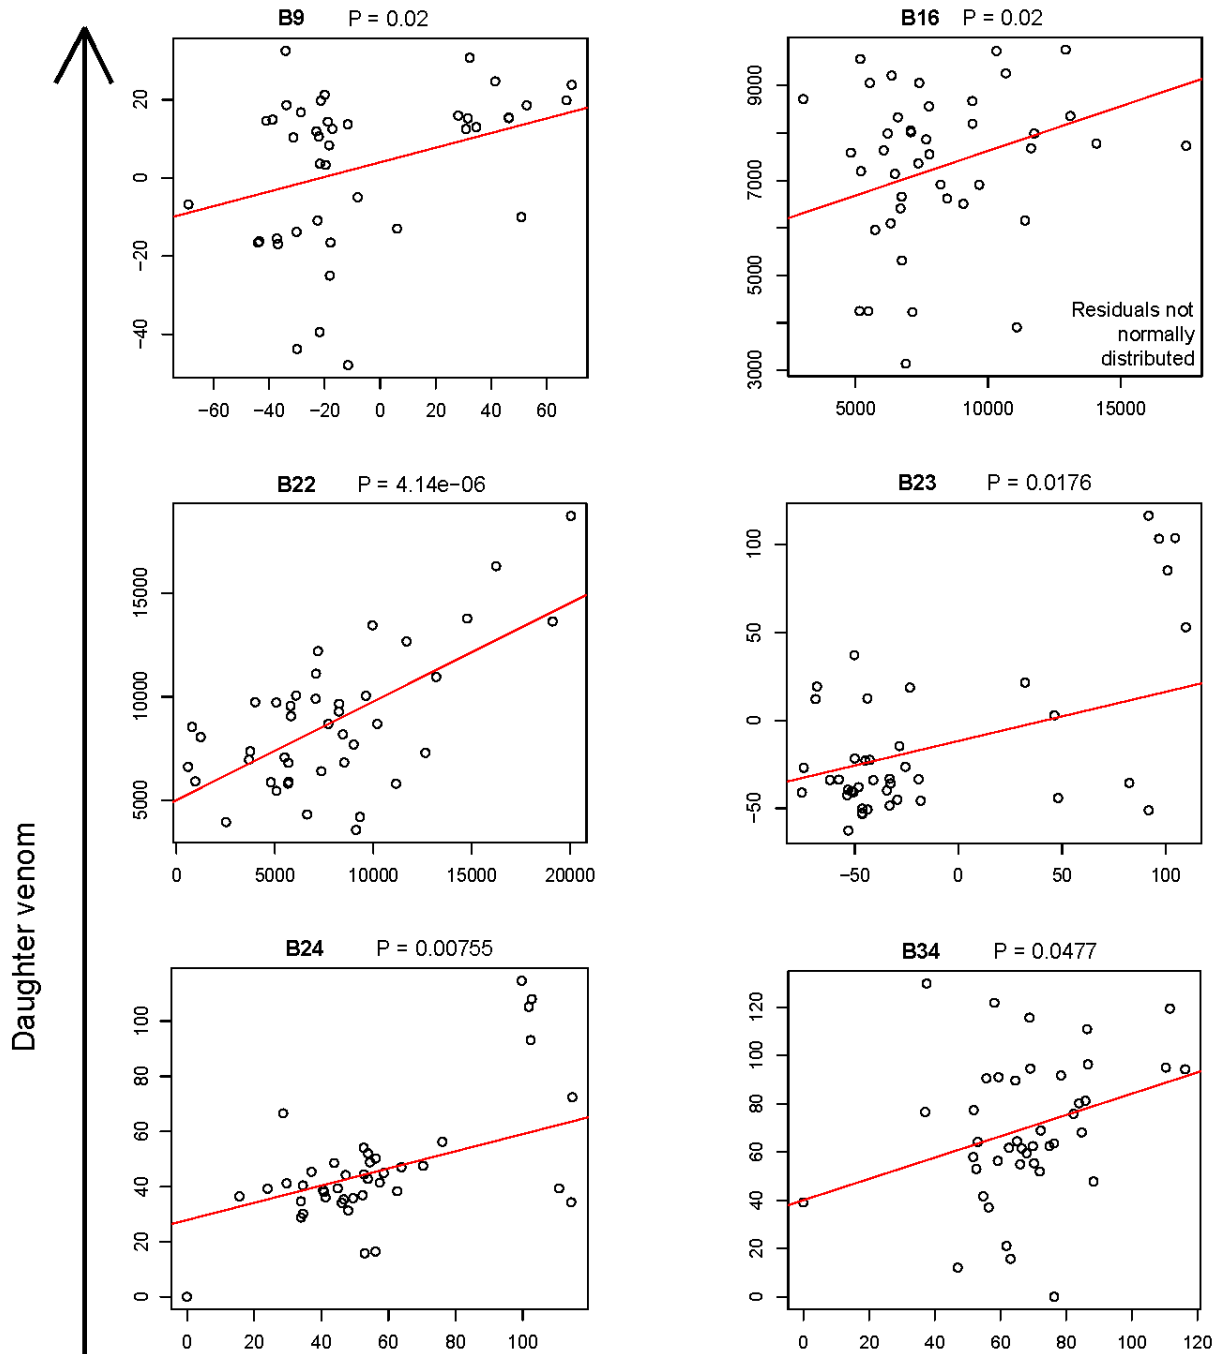 B9 P = 0.02
20
0
−20
−40
−60 −40 −20 0 20 40 60
B16 P = 0.02
9000
7000
5000
3000
Residuals not
normally
distributed
5000 10000 15000
B22 P = 4.14e−06
15000
10000
5000
0 5000 10000 15000 20000
B23 P = 0.0176
100
50
0
−50
−50 0 50 100
B24 P = 0.00755
100
80
60
40
20
0
0 20 40 60 80 100
B34 P = 0.0477
120
100
80
60
40
20
0
0 20 40 60 80 100 120
Daughter venom